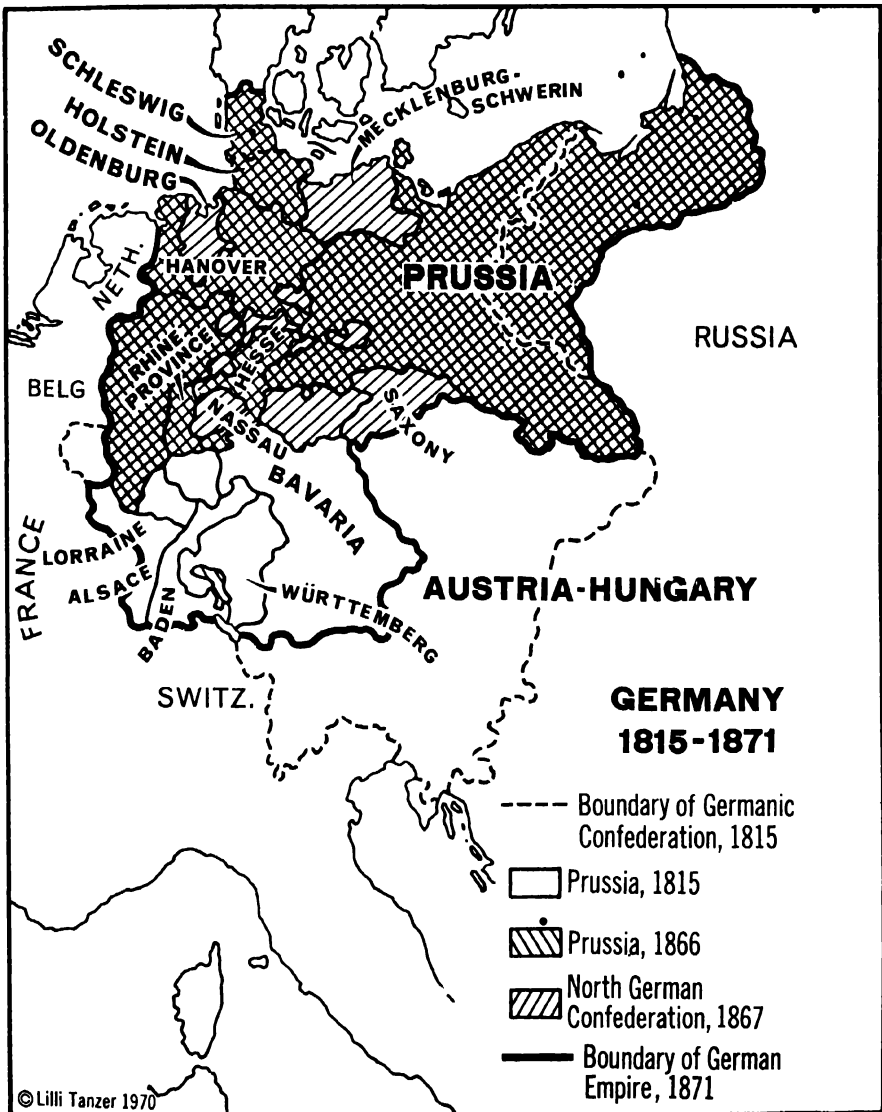 SCHLESWIG
HOLSTEIN
OLDENBURG
MECKLENBURG-
SCHWERIN
NETH.
HANOVER
PRUSSIA
RUSSIA
BELG
RHINE
PROVINCE
HESSE
NASSAU
SAXONY
BAVARIA
FRANCE
LORRAINE
ALSACE
BADEN
WÜRTTEMBERG
AUSTRIA-HUNGARY
SWITZ.
GERMANY
1815-1871
Boundary of Germanic
Confederation, 1815
Prussia, 1815
Prussia, 1866
North German
Confederation, 1867
Boundary of German
Empire, 1871
© Lilli Tanzer 1970